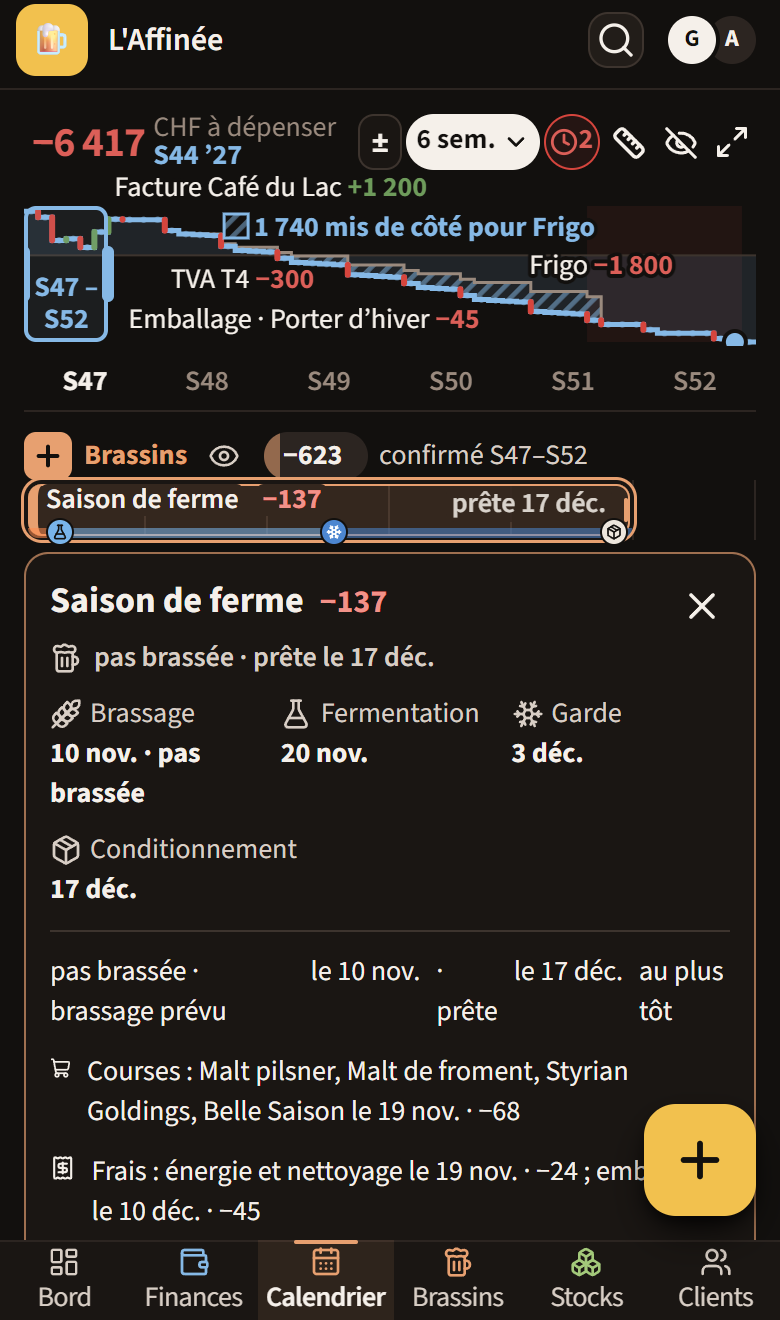 L'Affinée
G
A
−6 417 CHF à dépenser S44 ’27
±
6 sem.
2
Facture Café du Lac +1 200
1 740 mis de côté pour Frigo
Frigo −1 800
TVA T4 −300
S47 –
S52
Emballage · Porter d’hiver −45
S47 S48 S49 S50 S51 S52
Brassins −623 confirmé S47–S52
Saison de ferme −137 prête 17 déc.
Saison de ferme −137
pas brassée · prête le 17 déc.
Brassage Fermentation Garde
10 nov. · pas 20 nov. 3 déc.
brassée
Conditionnement
17 déc.
pas brassée · le 10 nov. · le 17 déc. au plus
brassage prévu prête tôt
Courses : Malt pilsner, Malt de froment, Styrian
Goldings, Belle Saison le 19 nov. · −68
Frais : énergie et nettoyage le 19 nov. · −24 ; emb
le 10 déc. · −45
Bord Finances Calendrier Brassins Stocks Clients